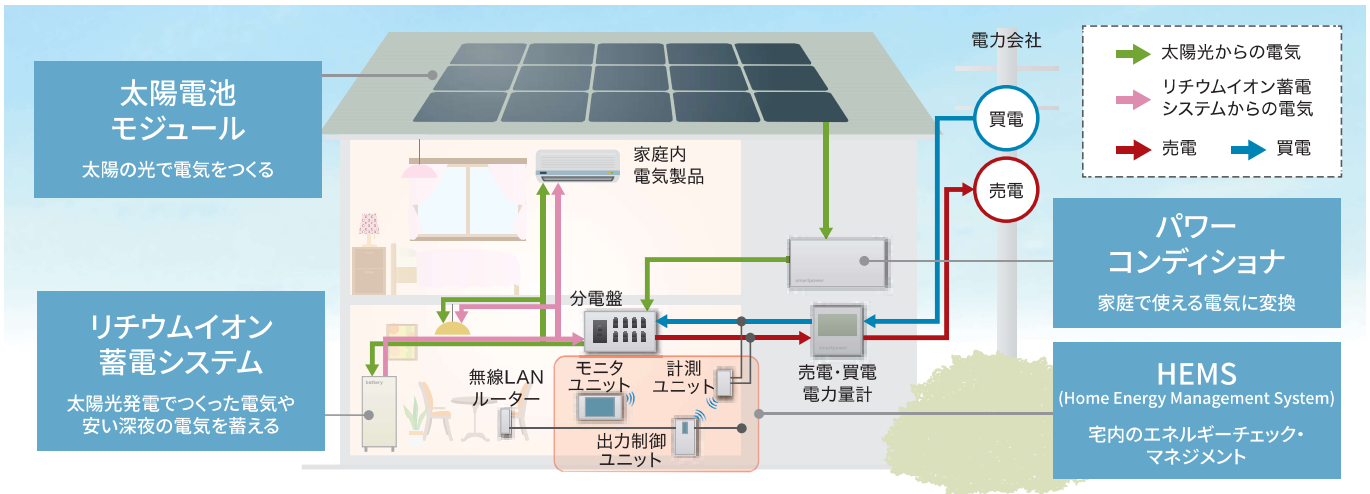 太陽電池
モジュール
太陽の光で電気をつくる
リチウムイオン
蓄電システム
太陽光発電でつくった電気や
安い深夜の電気を蓄える
家庭内
電気製品
分電盤
battery
無線LAN
ルーター
モニタ
ユニット
計測
ユニット
出力制御
ユニット
売電・買電
電力量計
電力会社
買電
売電
太陽光からの電気
リチウムイオン蓄電
システムからの電気
売電
買電
パワー
コンディショナ
家庭で使える電気に変換
HEMS
(Home Energy Management System)
宅内のエネルギーチェック・
マネジメント